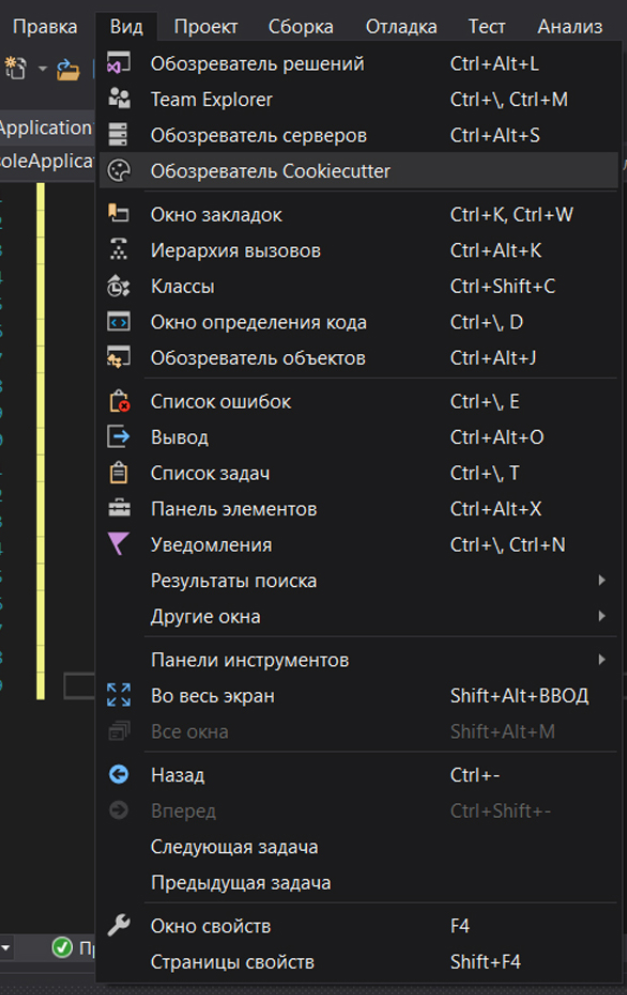 Правка Вид Проект Сборка Отладка Тест Анализ
Обозреватель решений Ctrl+Alt+L
Team Explorer Ctrl+\, Ctrl+M
Обозреватель серверов Ctrl+Alt+S
Обозреватель Cookiecutter
Окно закладок Ctrl+K, Ctrl+W
Иерархия вызовов Ctrl+Alt+K
Классы Ctrl+Shift+C
Окно определения кода Ctrl+\, D
Обозреватель объектов Ctrl+Alt+J
Список ошибок Ctrl+\, E
Вывод Ctrl+Alt+O
Список задач Ctrl+\, T
Панель элементов Ctrl+Alt+X
Уведомления Ctrl+\, Ctrl+N
Результаты поиска
Другие окна
Панели инструментов
Во весь экран Shift+Alt+ВВОД
Все окна Shift+Alt+M
Назад Ctrl+-
Вперед Ctrl+Shift+-
Следующая задача
Предыдущая задача
Окно свойств F4
Страницы свойств Shift+F4